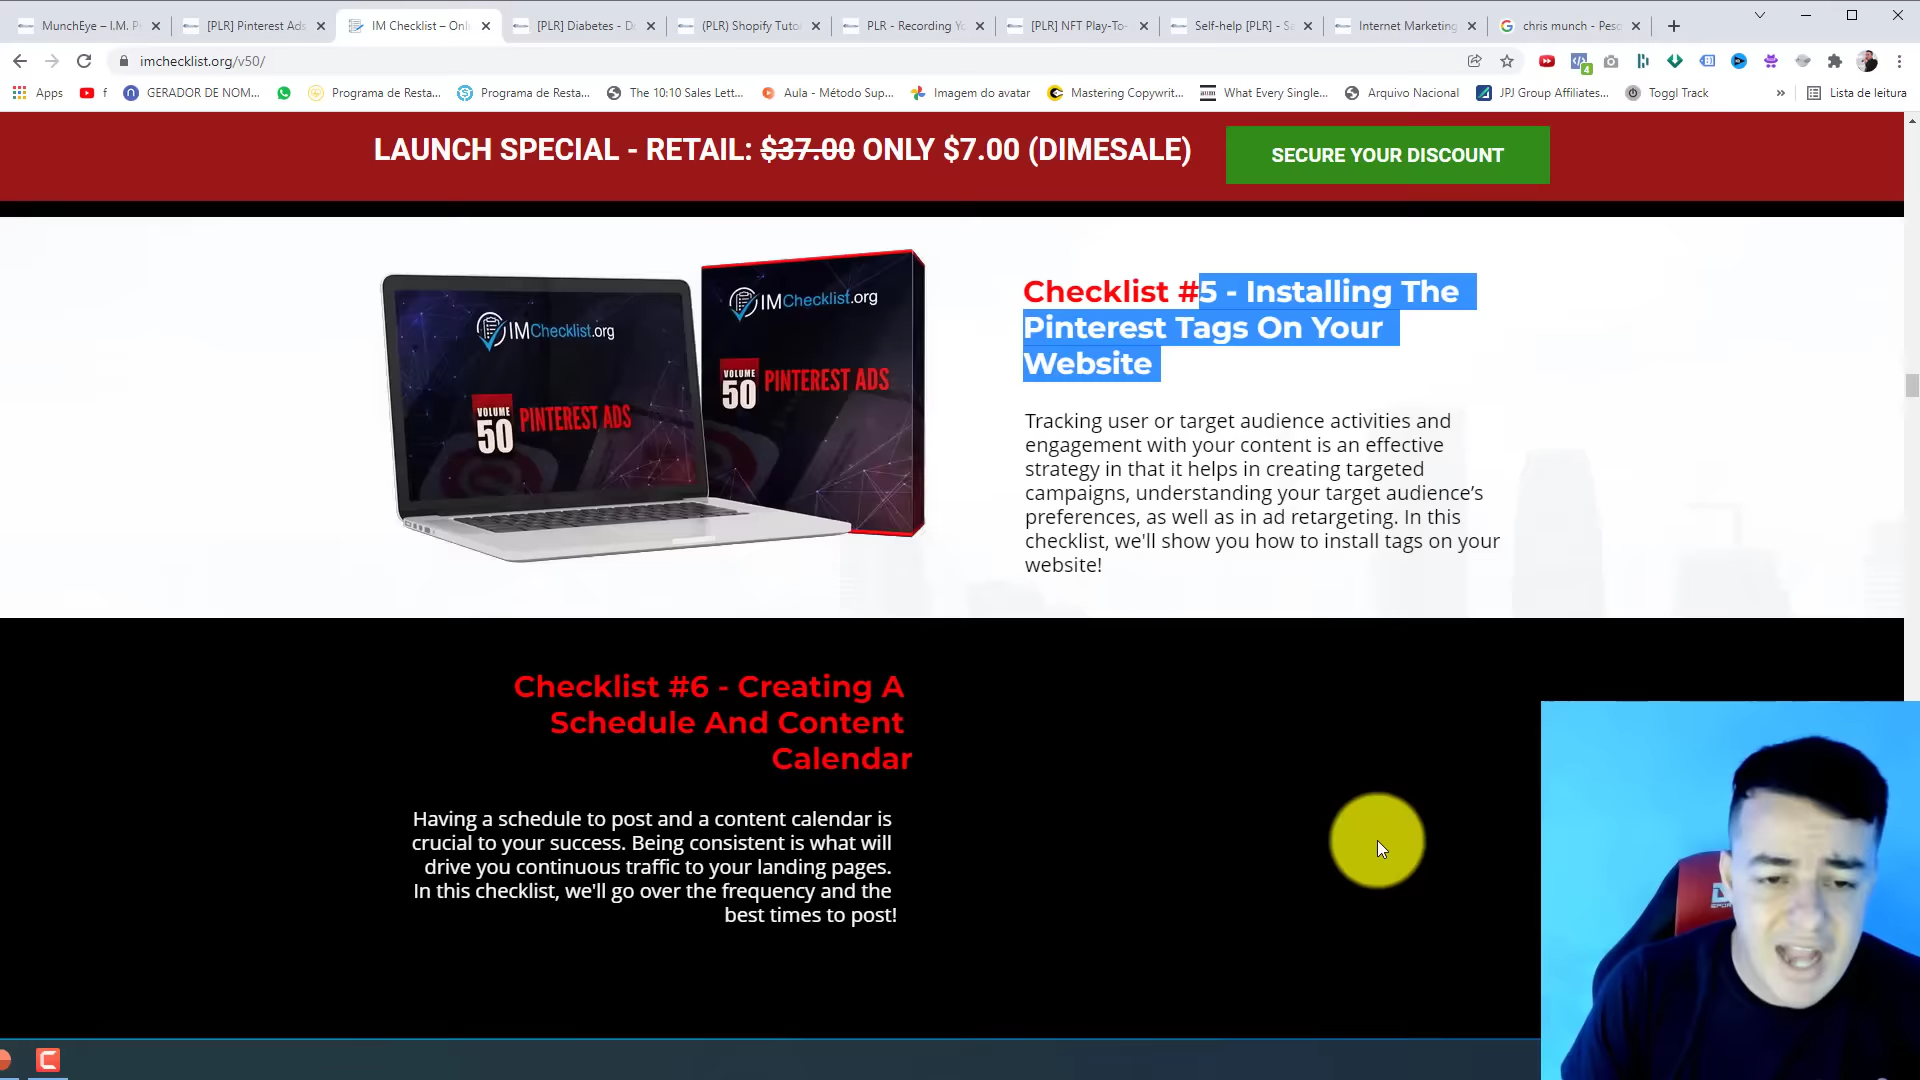 MunchEye – I.M. P
[PLR] Pinterest Ads
IM Checklist – Onli
[PLR] Diabetes - D
(PLR) Shopify Tuto
PLR - Recording Yo
[PLR] NFT Play-To-
Self-help [PLR] - Sa
Internet Marketing
chris munch - Pesq
imchecklist.org/v50/
Apps
f
GERADOR DE NOM...
Programa de Resta...
Programa de Resta...
The 10:10 Sales Lett...
Aula - Método Sup...
Imagem do avatar
Mastering Copywrit...
What Every Single...
Arquivo Nacional
JPJ Group Affiliates...
Toggl Track
Lista de leitura
LAUNCH SPECIAL - RETAIL: $37.00 ONLY $7.00 (DIMESALE)
SECURE YOUR DISCOUNT
IMChecklist.org
VOLUME
50
PINTEREST ADS
IMChecklist.org
VOLUME
50
PINTEREST ADS
Checklist #5 - Installing The
Pinterest Tags On Your
Website
Tracking user or target audience activities and
engagement with your content is an effective
strategy in that it helps in creating targeted
campaigns, understanding your target audience’s
preferences, as well as in ad retargeting. In this
checklist, we'll show you how to install tags on your
website!
Checklist #6 - Creating A
Schedule And Content
Calendar
Having a schedule to post and a content calendar is
crucial to your success. Being consistent is what will
drive you continuous traffic to your landing pages.
In this checklist, we'll go over the frequency and the
best times to post!